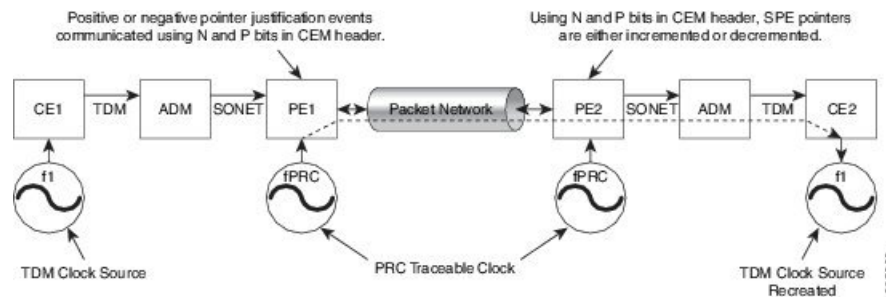 Positive or negative pointer justification events
communicated using N and P bits in CEM header.
Using N and P bits in CEM header, SPE pointers
are either incremented or decremented.
CE1
TDM
ADM
SONET
PE1
Packet Network
PE2
SONET
ADM
TDM
CE2
f1
fPRC
fPRC
f1
TDM Clock Source
PRC Traceable Clock
TDM Clock Source
Recreated